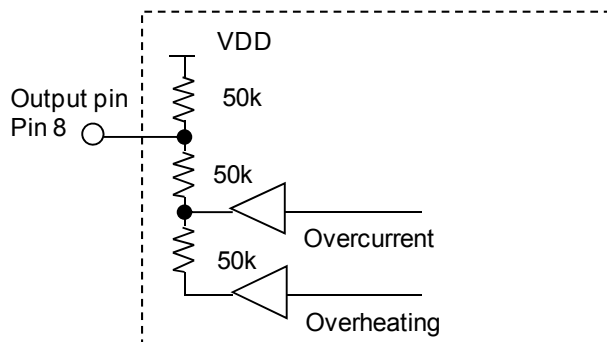 VDD
50k
Output pin
Pin 8
50k
Overcurrent
50k
Overheating